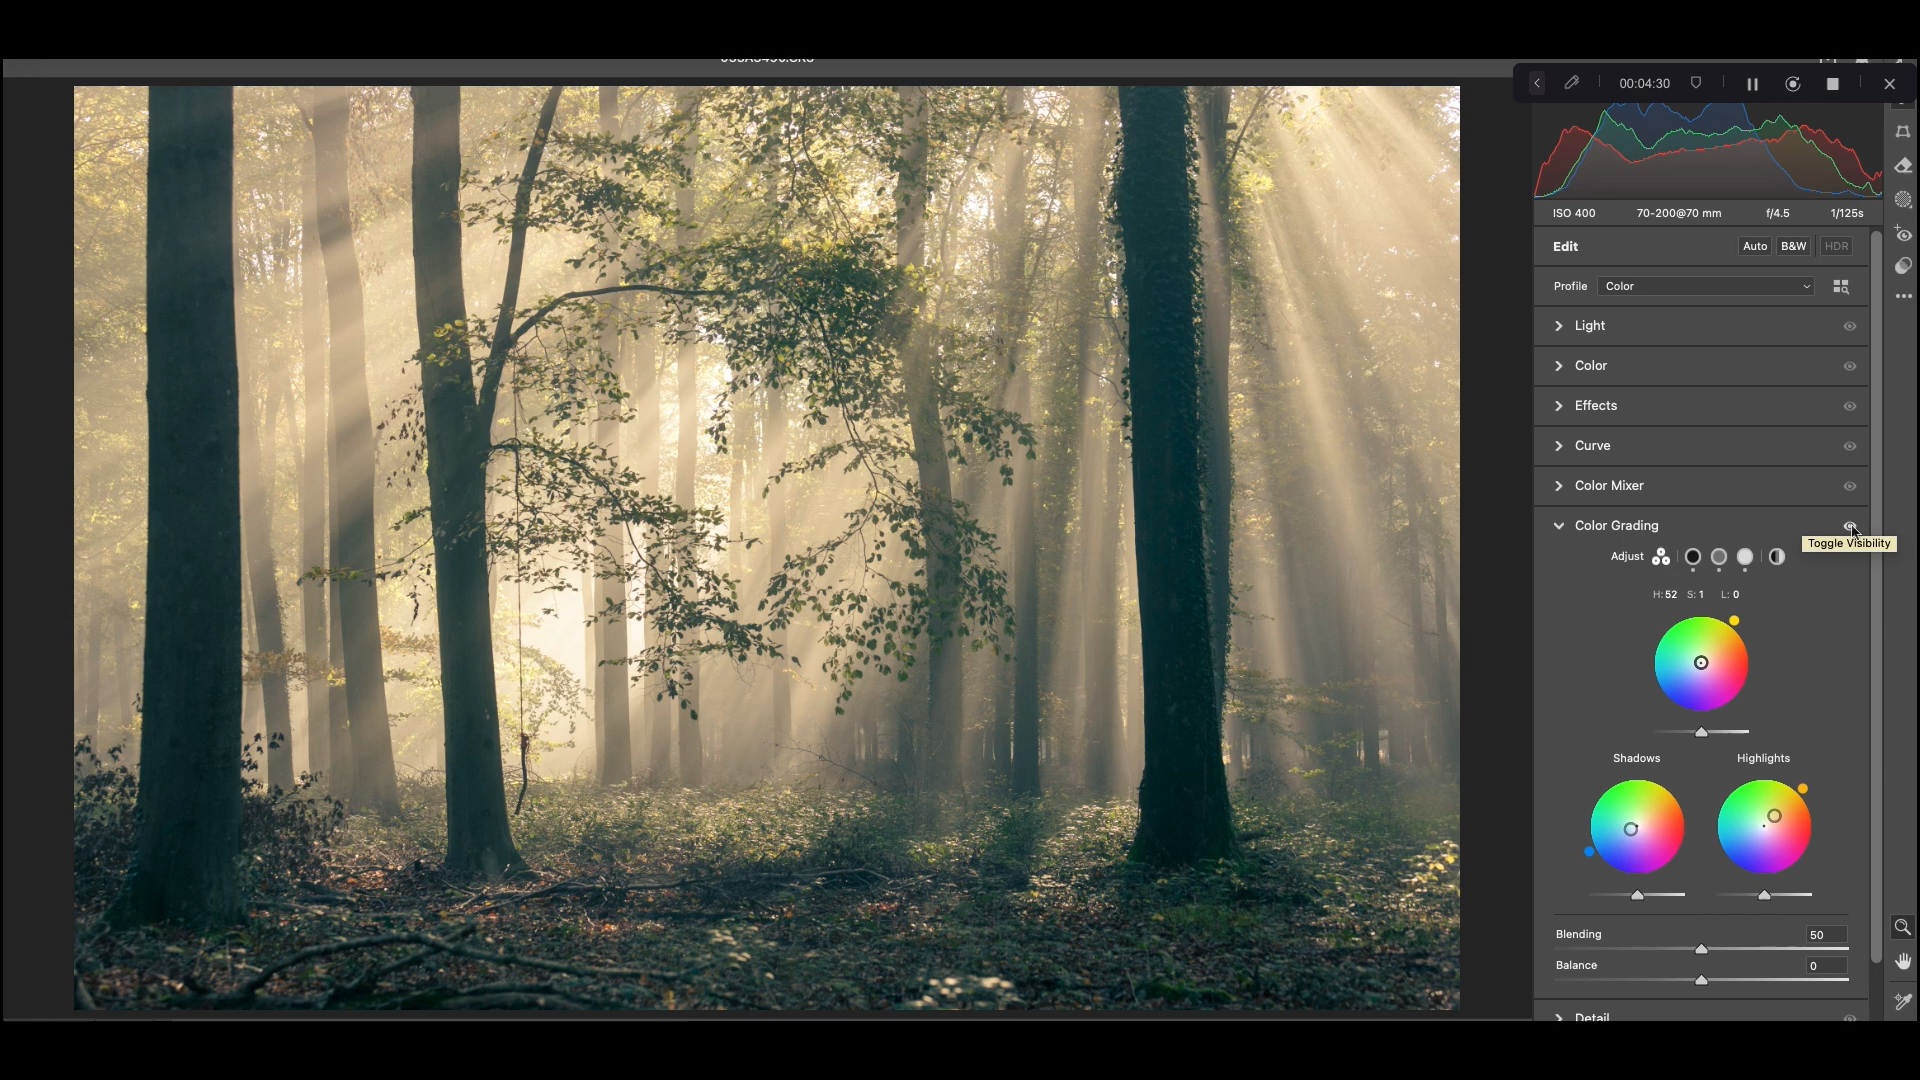 00:04:30
ISO 400 70-200@70 mm f/4.5 1/125s
Edit Auto B&W HDR
Profile Color
Light
Color
Effects
Curve
Color Mixer
Color Grading
Toggle Visibility
Adjust
H: 52 S: 1 L: 0
Shadows Highlights
Blending 50
Balance 0
Detail